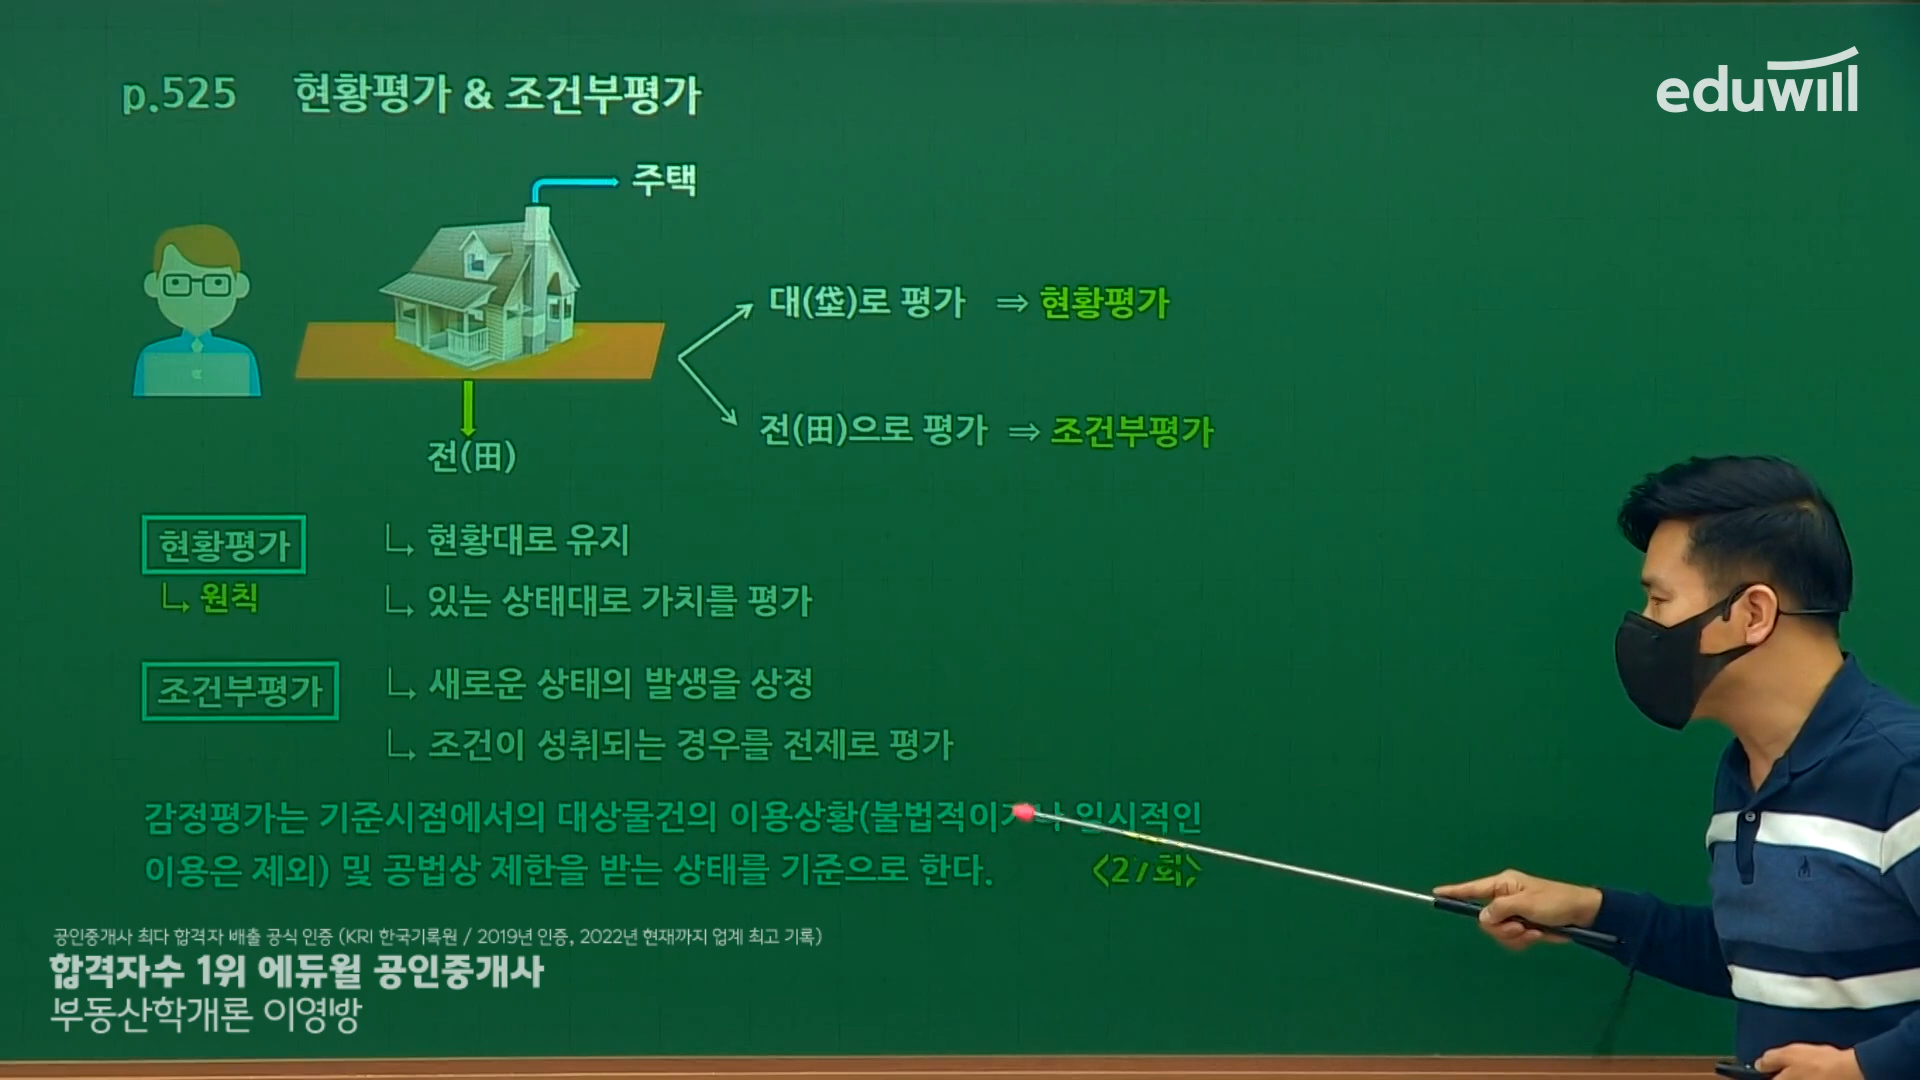 p.525 현황평가 & 조건부평가
eduwill
주택
대(垈)로 평가 ⇒ 현황평가
전(田)으로 평가 ⇒ 조건부평가
전(田)
현황평가
↳ 원칙
↳ 현황대로 유지
↳ 있는 상태대로 가치를 평가
조건부평가
↳ 새로운 상태의 발생을 상정
↳ 조건이 성취되는 경우를 전제로 평가
감정평가는 기준시점에서의 대상물건의 이용상황(불법적이거나 일시적인
이용은 제외) 및 공법상 제한을 받는 상태를 기준으로 한다. <27회>
공인중개사 최다 합격자 배출 공식 인증 (KRI 한국기록원 / 2019년 인증, 2022년 현재까지 업계 최고 기록)
합격자수 1위 에듀윌 공인중개사
부동산학개론 이영방